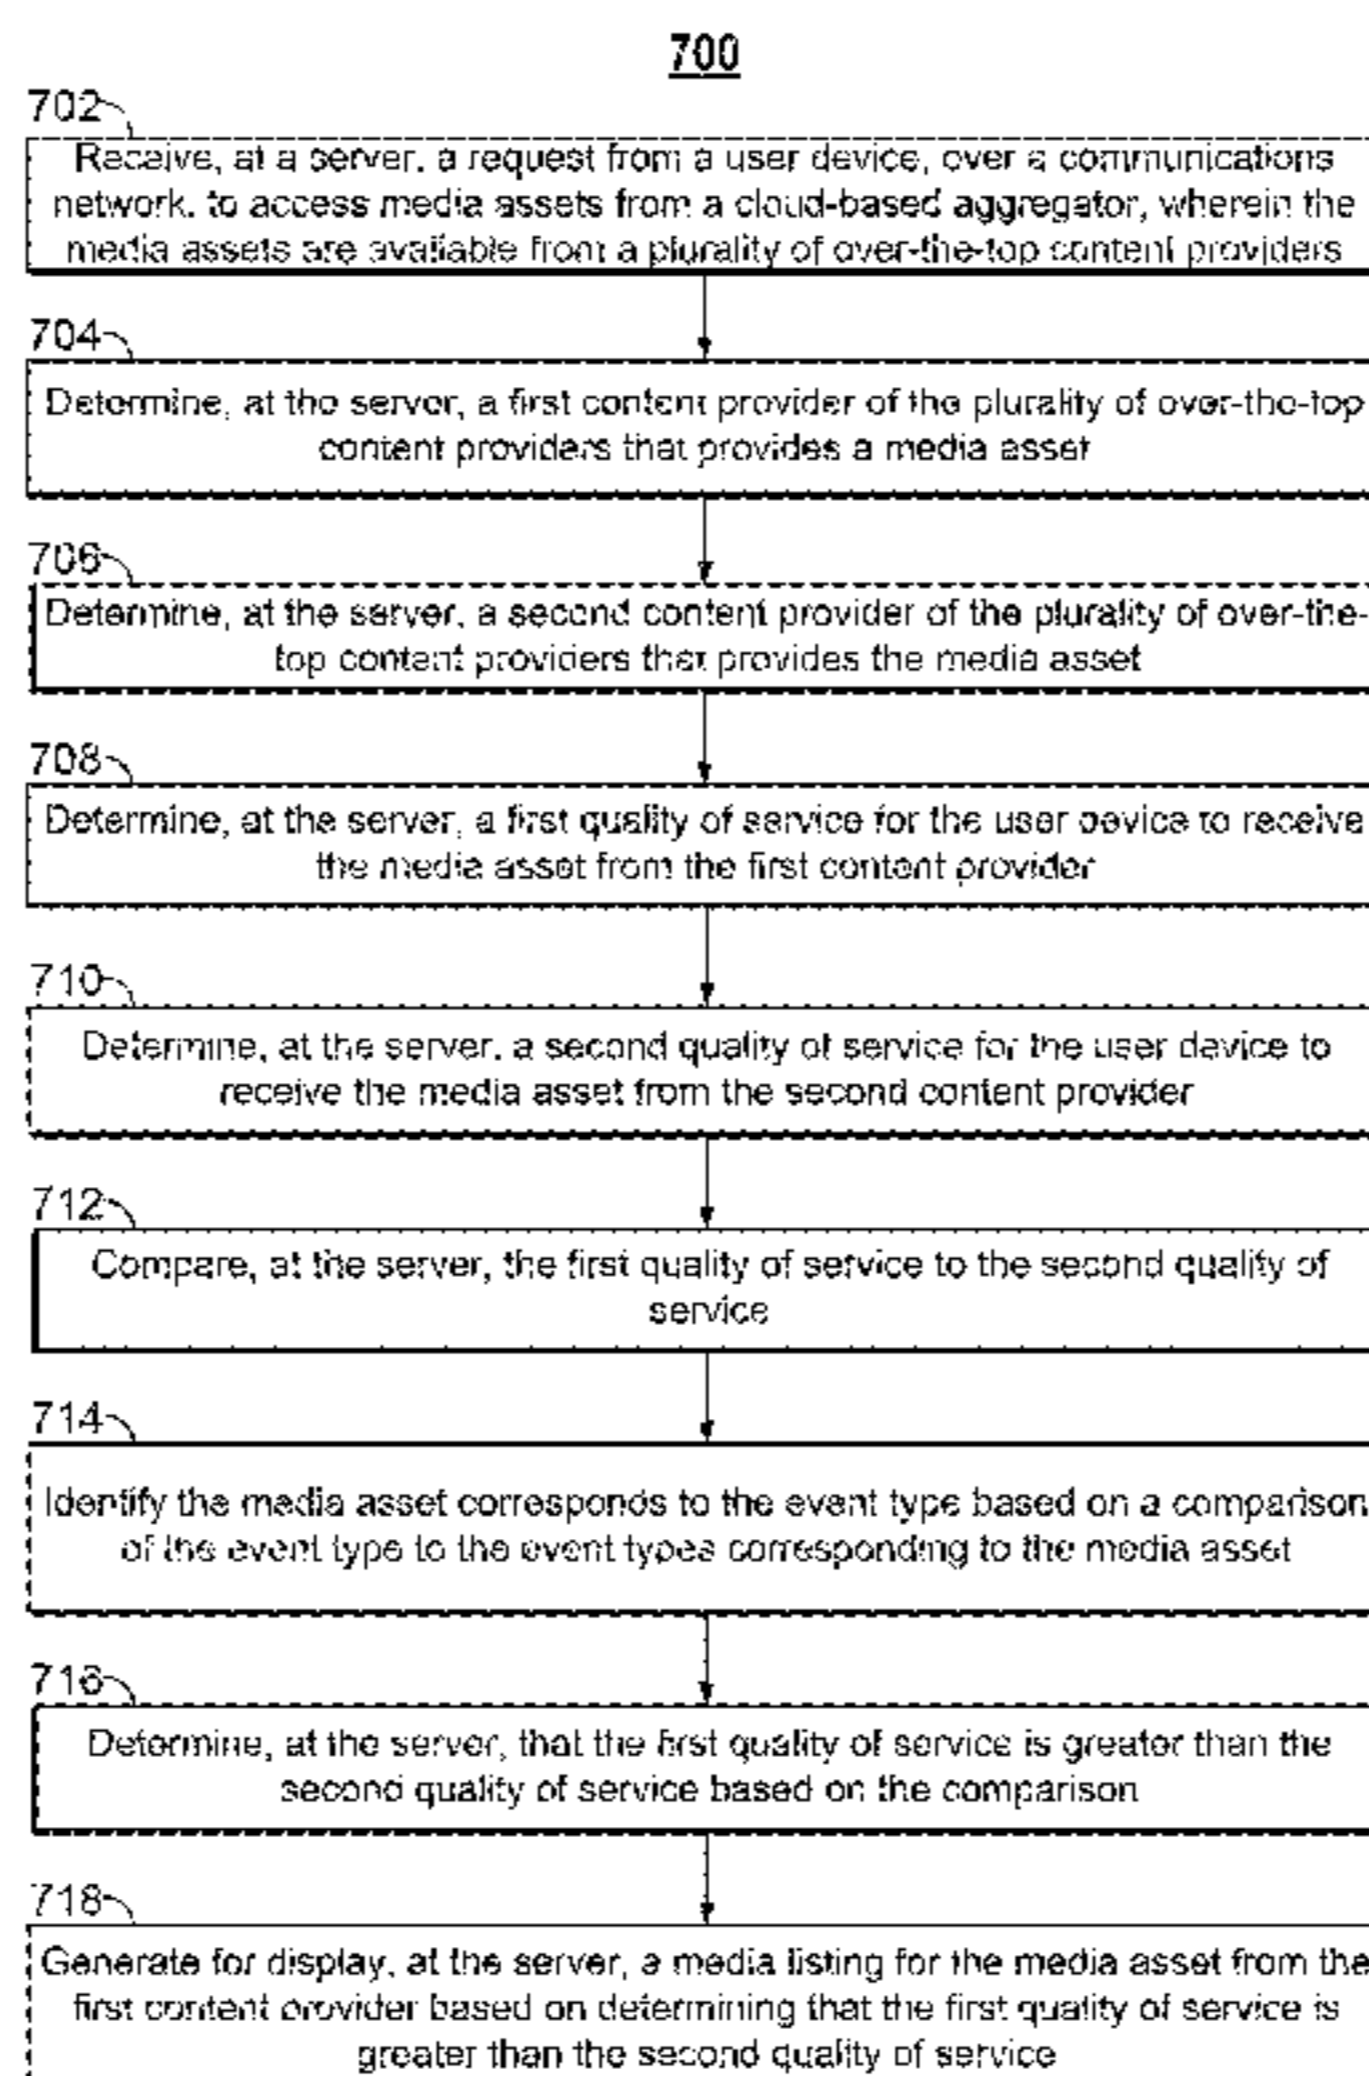 700
702
Receive, at a server, a request from a user device, over a communications
network, to access media assets from a cloud-based aggregator, wherein the
media assets are available from a plurality of over-the-top content providers
704
Determine, at the server, a first content provider of the plurality of over-the-top
content providers that provides a media asset
706
Determine, at the server, a second content provider of the plurality of over-the-
top content providers that provides the media asset
708
Determine, at the server, a first quality of service for the user device to receive
the media asset from the first content provider
710
Determine, at the server, a second quality of service for the user device to
receive the media asset from the second content provider
712
Compare, at the server, the first quality of service to the second quality of
service
714
Identify the media asset corresponds to the event type based on a comparison
of the event type to the event types corresponding to the media asset
716
Determine, at the server, that the first quality of service is greater than the
second quality of service based on the comparison
718
Generate for display, at the server, a media listing for the media asset from the
first content provider based on determining that the first quality of service is
greater than the second quality of service